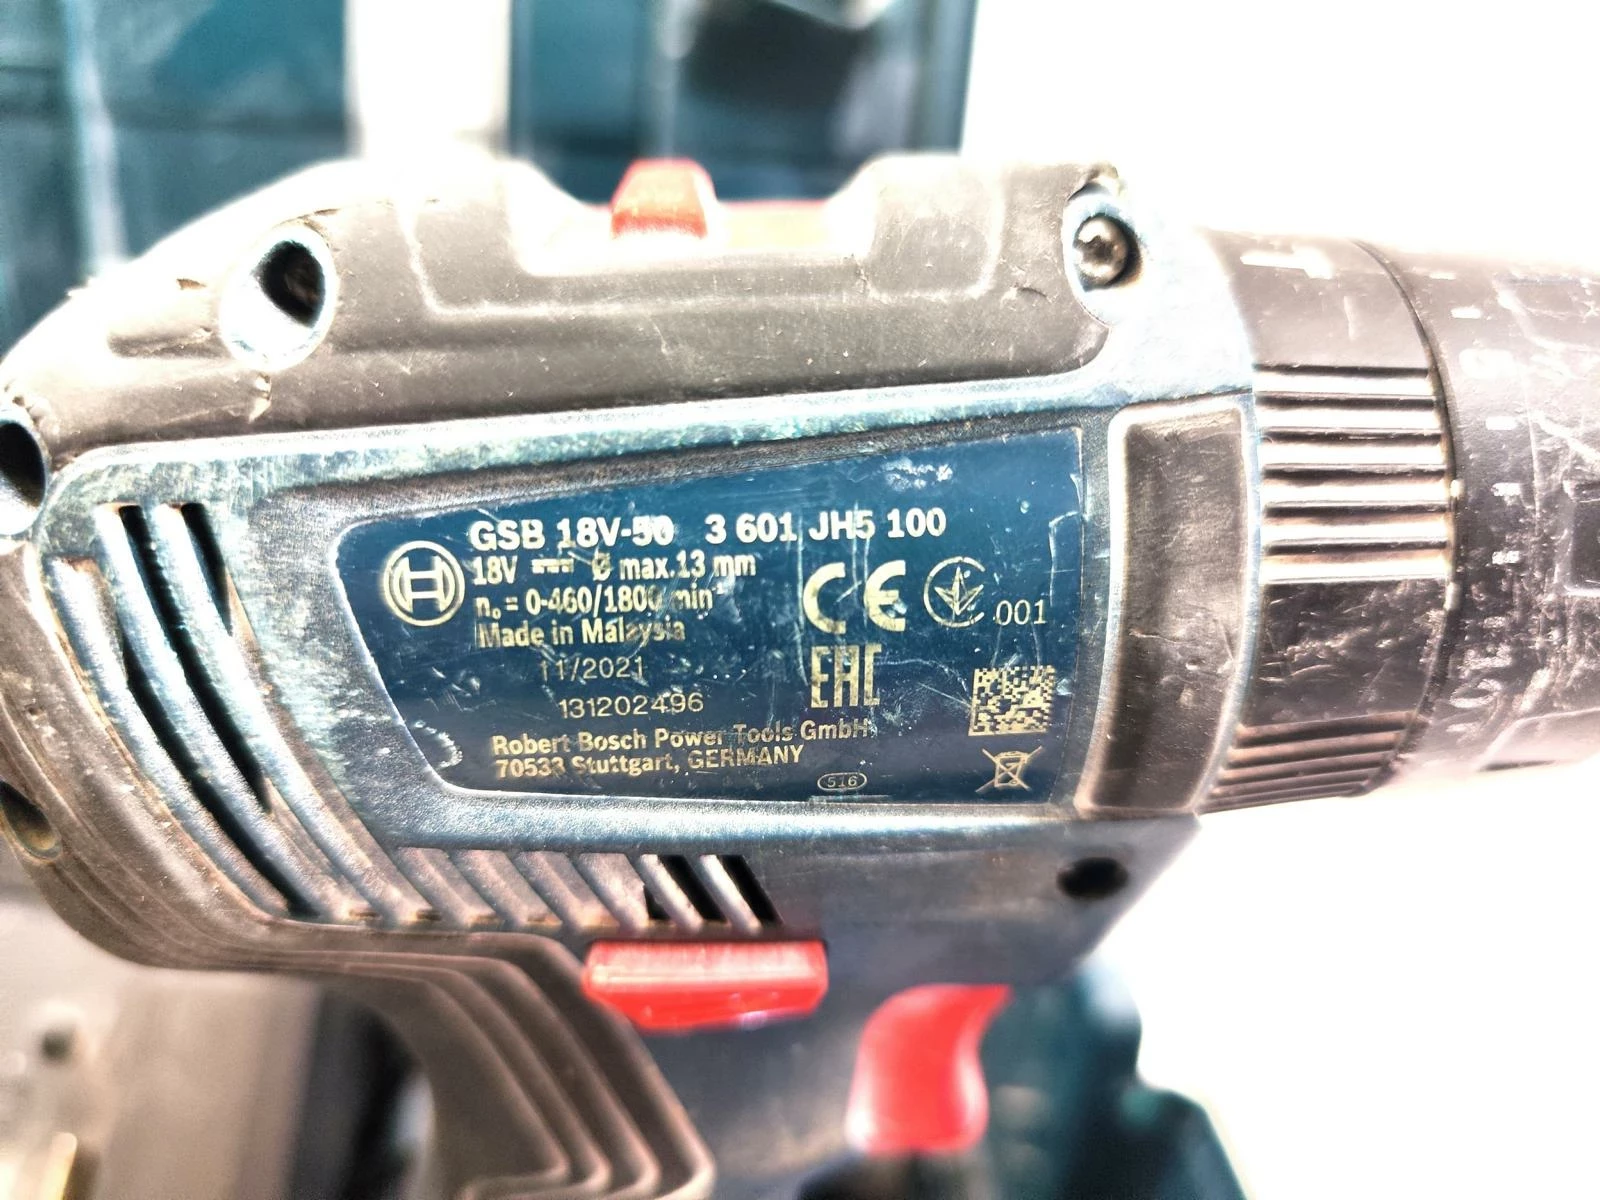 GSB 18V-50 3 601 JH5 100
18V ⎓ Ø max.13 mm
n₀ = 0-460/1800 min⁻¹
Made in Malaysia
11/2021
131202496
Robert Bosch Power Tools GmbH
70538 Stuttgart, GERMANY
CE
001
EAC
516